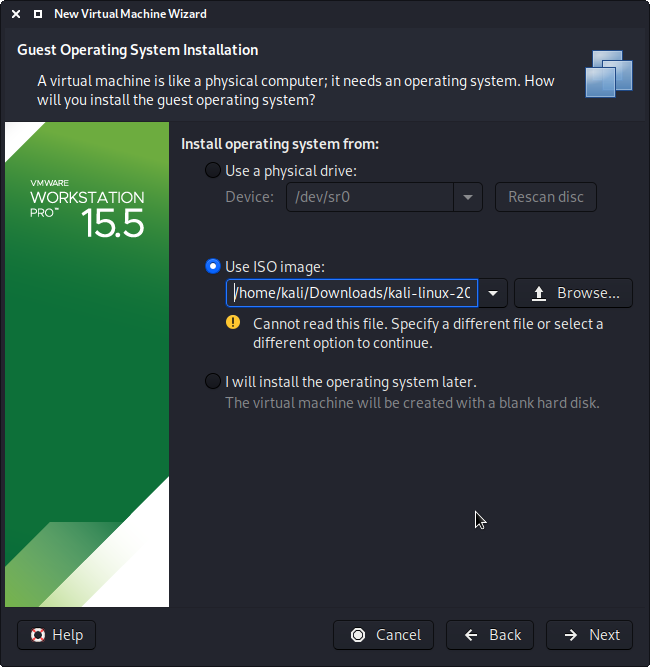 New Virtual Machine Wizard
Guest Operating System Installation
A virtual machine is like a physical computer; it needs an operating system. How
will you install the guest operating system?
VMWARE
WORKSTATION
PRO™ 15.5
Install operating system from:
Use a physical drive:
Device: /dev/sr0 Rescan disc
Use ISO image:
/home/kali/Downloads/kali-linux-20 Browse...
Cannot read this file. Specify a different file or select a
different option to continue.
I will install the operating system later.
The virtual machine will be created with a blank hard disk.
Help Cancel Back Next